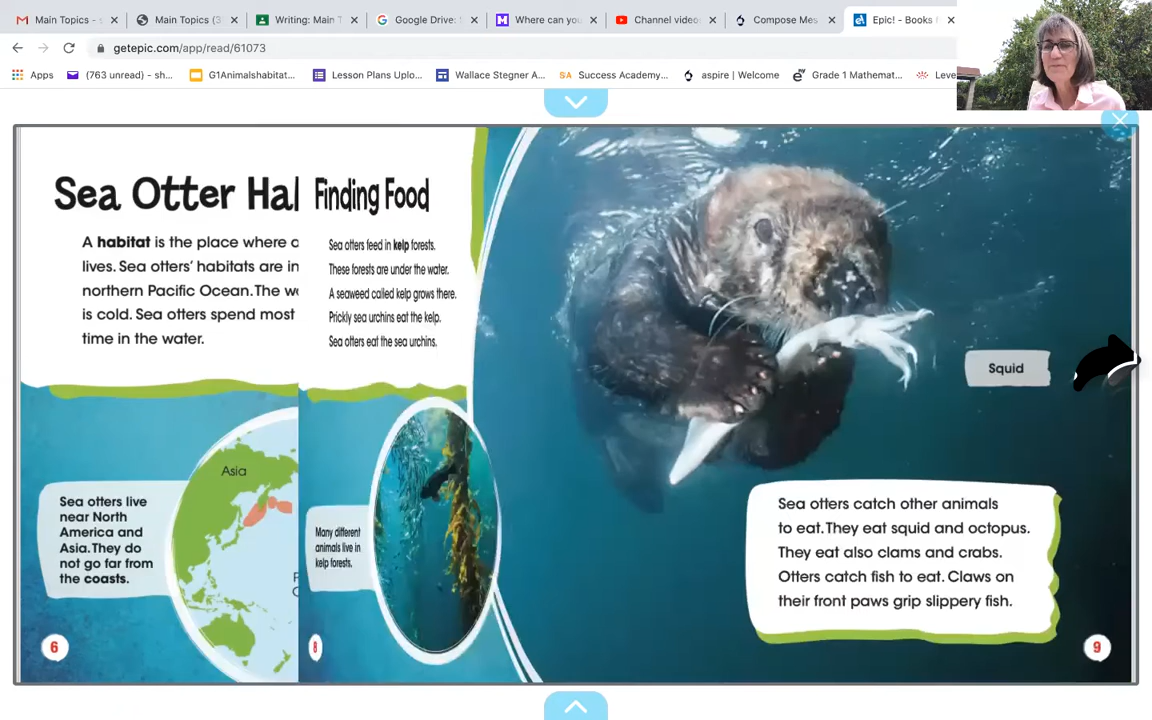 Main Topics - s
Main Topics (3
Writing: Main T
Google Drive: S
Where can you
Channel videos
Compose Mes
Epic! - Books f
getepic.com/app/read/61073
Apps
(763 unread) - sh...
G1Animalshabitat...
Lesson Plans Uplo...
Wallace Stegner A...
Success Academy...
aspire | Welcome
Grade 1 Mathemat...
Leve
Sea Otter Hal
A habitat is the place where a
lives. Sea otters' habitats are in
northern Pacific Ocean. The wa
is cold. Sea otters spend most
time in the water.
Asia
Sea otters live
near North
America and
Asia. They do
not go far from
the coasts.
6
Finding Food
Sea otters feed in kelp forests.
These forests are under the water.
A seaweed called kelp grows there.
Prickly sea urchins eat the kelp.
Sea otters eat the sea urchins.
Many different
animals live in
kelp forests.
8
Squid
Sea otters catch other animals
to eat. They eat squid and octopus.
They eat also clams and crabs.
Otters catch fish to eat. Claws on
their front paws grip slippery fish.
9